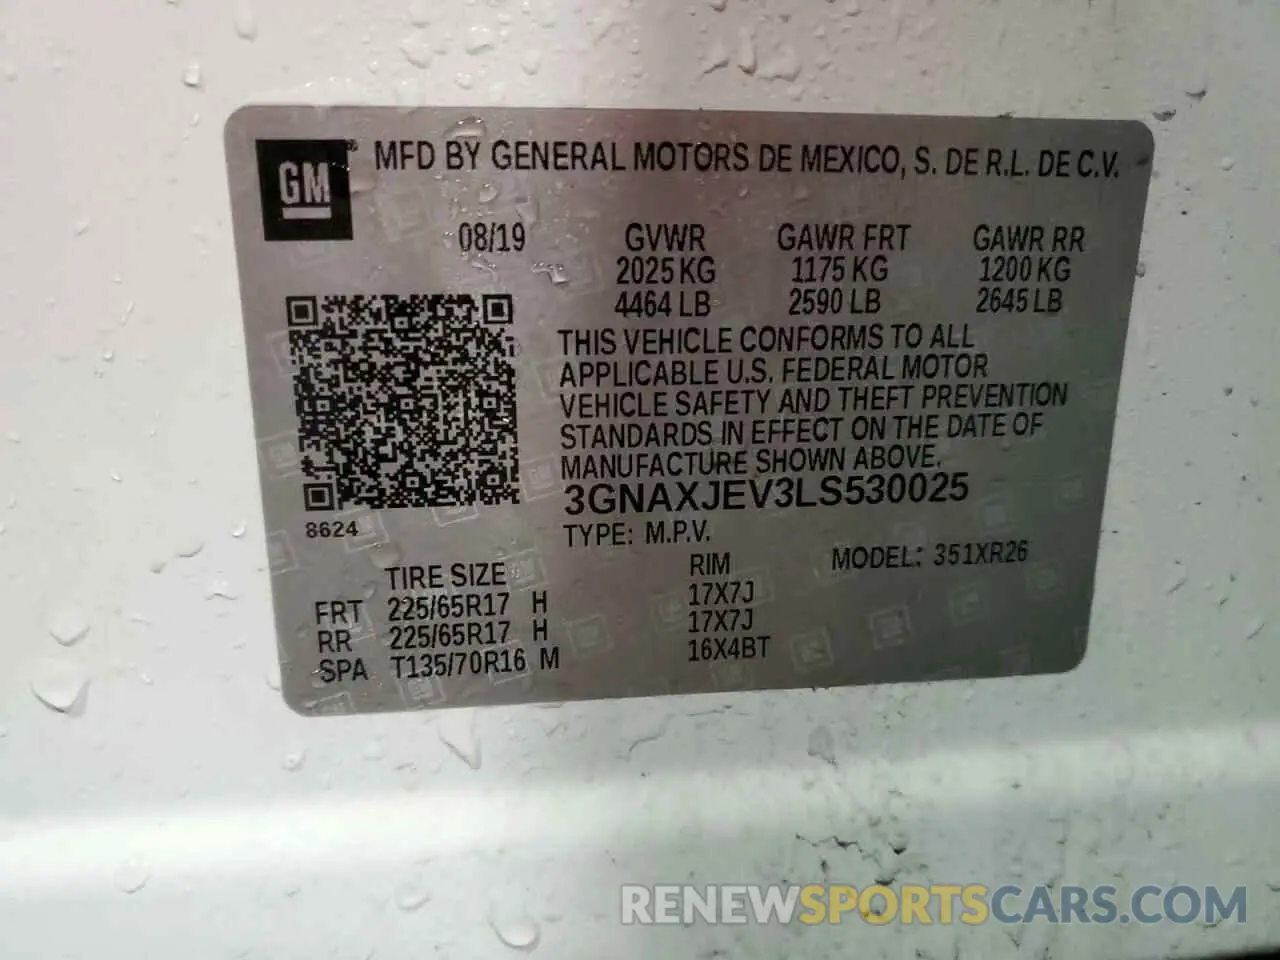 GM® MFD BY GENERAL MOTORS DE MEXICO, S. DE R.L. DE C.V.
08/19 GVWR GAWR FRT GAWR RR
2025 KG 1175 KG 1200 KG
4464 LB 2590 LB 2645 LB
THIS VEHICLE CONFORMS TO ALL
APPLICABLE U.S. FEDERAL MOTOR
VEHICLE SAFETY AND THEFT PREVENTION
STANDARDS IN EFFECT ON THE DATE OF
MANUFACTURE SHOWN ABOVE.
3GNAXJEV3LS530025
8624
TYPE: M.P.V. MODEL: 351XR26
TIRE SIZE RIM
FRT 225/65R17 H 17X7J
RR 225/65R17 H 17X7J
SPA T135/70R16 M 16X4BT
RENEWSPORTSCARS.COM